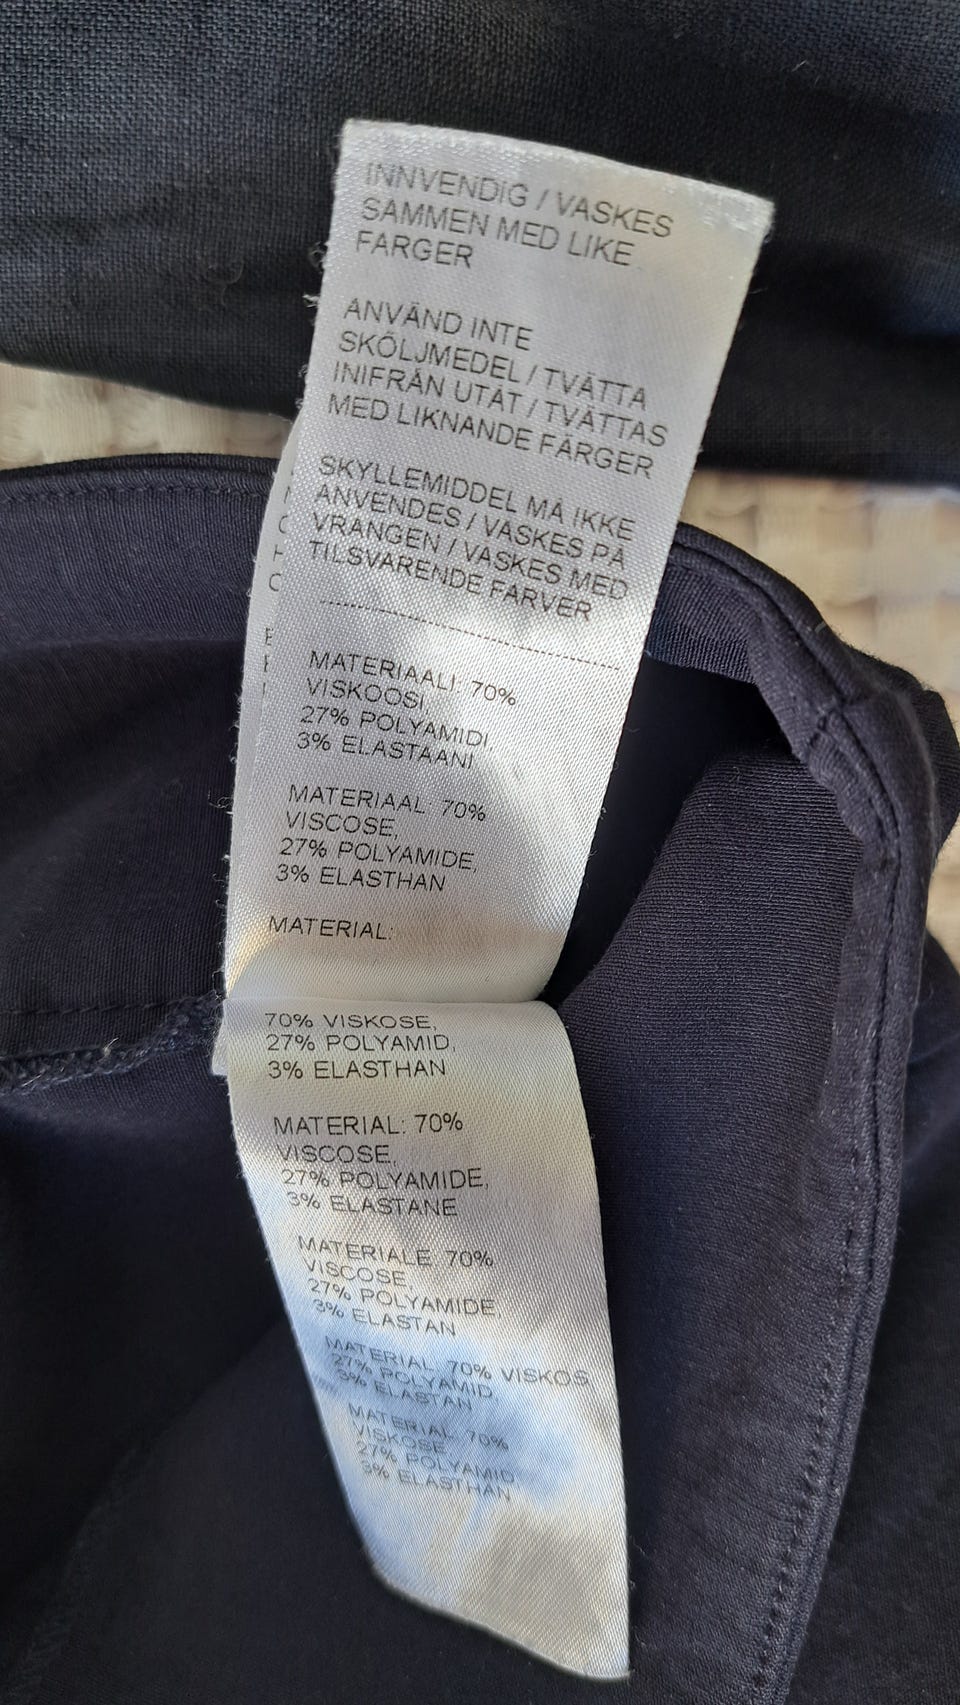 INNVENDIG / VASKES
SAMMEN MED LIKE
FARGER
ANVÄND INTE
SKÖLJMEDEL / TVÄTTA
INIFRÅN UTÅT / TVÄTTAS
MED LIKNANDE FÄRGER
SKYLLEMIDDEL MÅ IKKE
ANVENDES / VASKES PÅ
VRANGEN / VASKES MED
TILSVARENDE FARVER
MATERIAALI: 70%
VISKOOSI
27% POLYAMIDI,
3% ELASTAANI
MATERIAAL 70%
VISCOSE,
27% POLYAMIDE,
3% ELASTHAN
MATERIAL:
70% VISKOSE,
27% POLYAMID,
3% ELASTHAN
MATERIAL: 70%
VISCOSE,
27% POLYAMIDE,
3% ELASTANE
MATERIALE 70%
VISCOSE,
27% POLYAMIDE,
3% ELASTAN
MATERIAL 70% VISKOS
27% POLYAMID,
3% ELASTAN
MATERIAL 70%
VISKOSE
27% POLYAMID
3% ELASTHAN